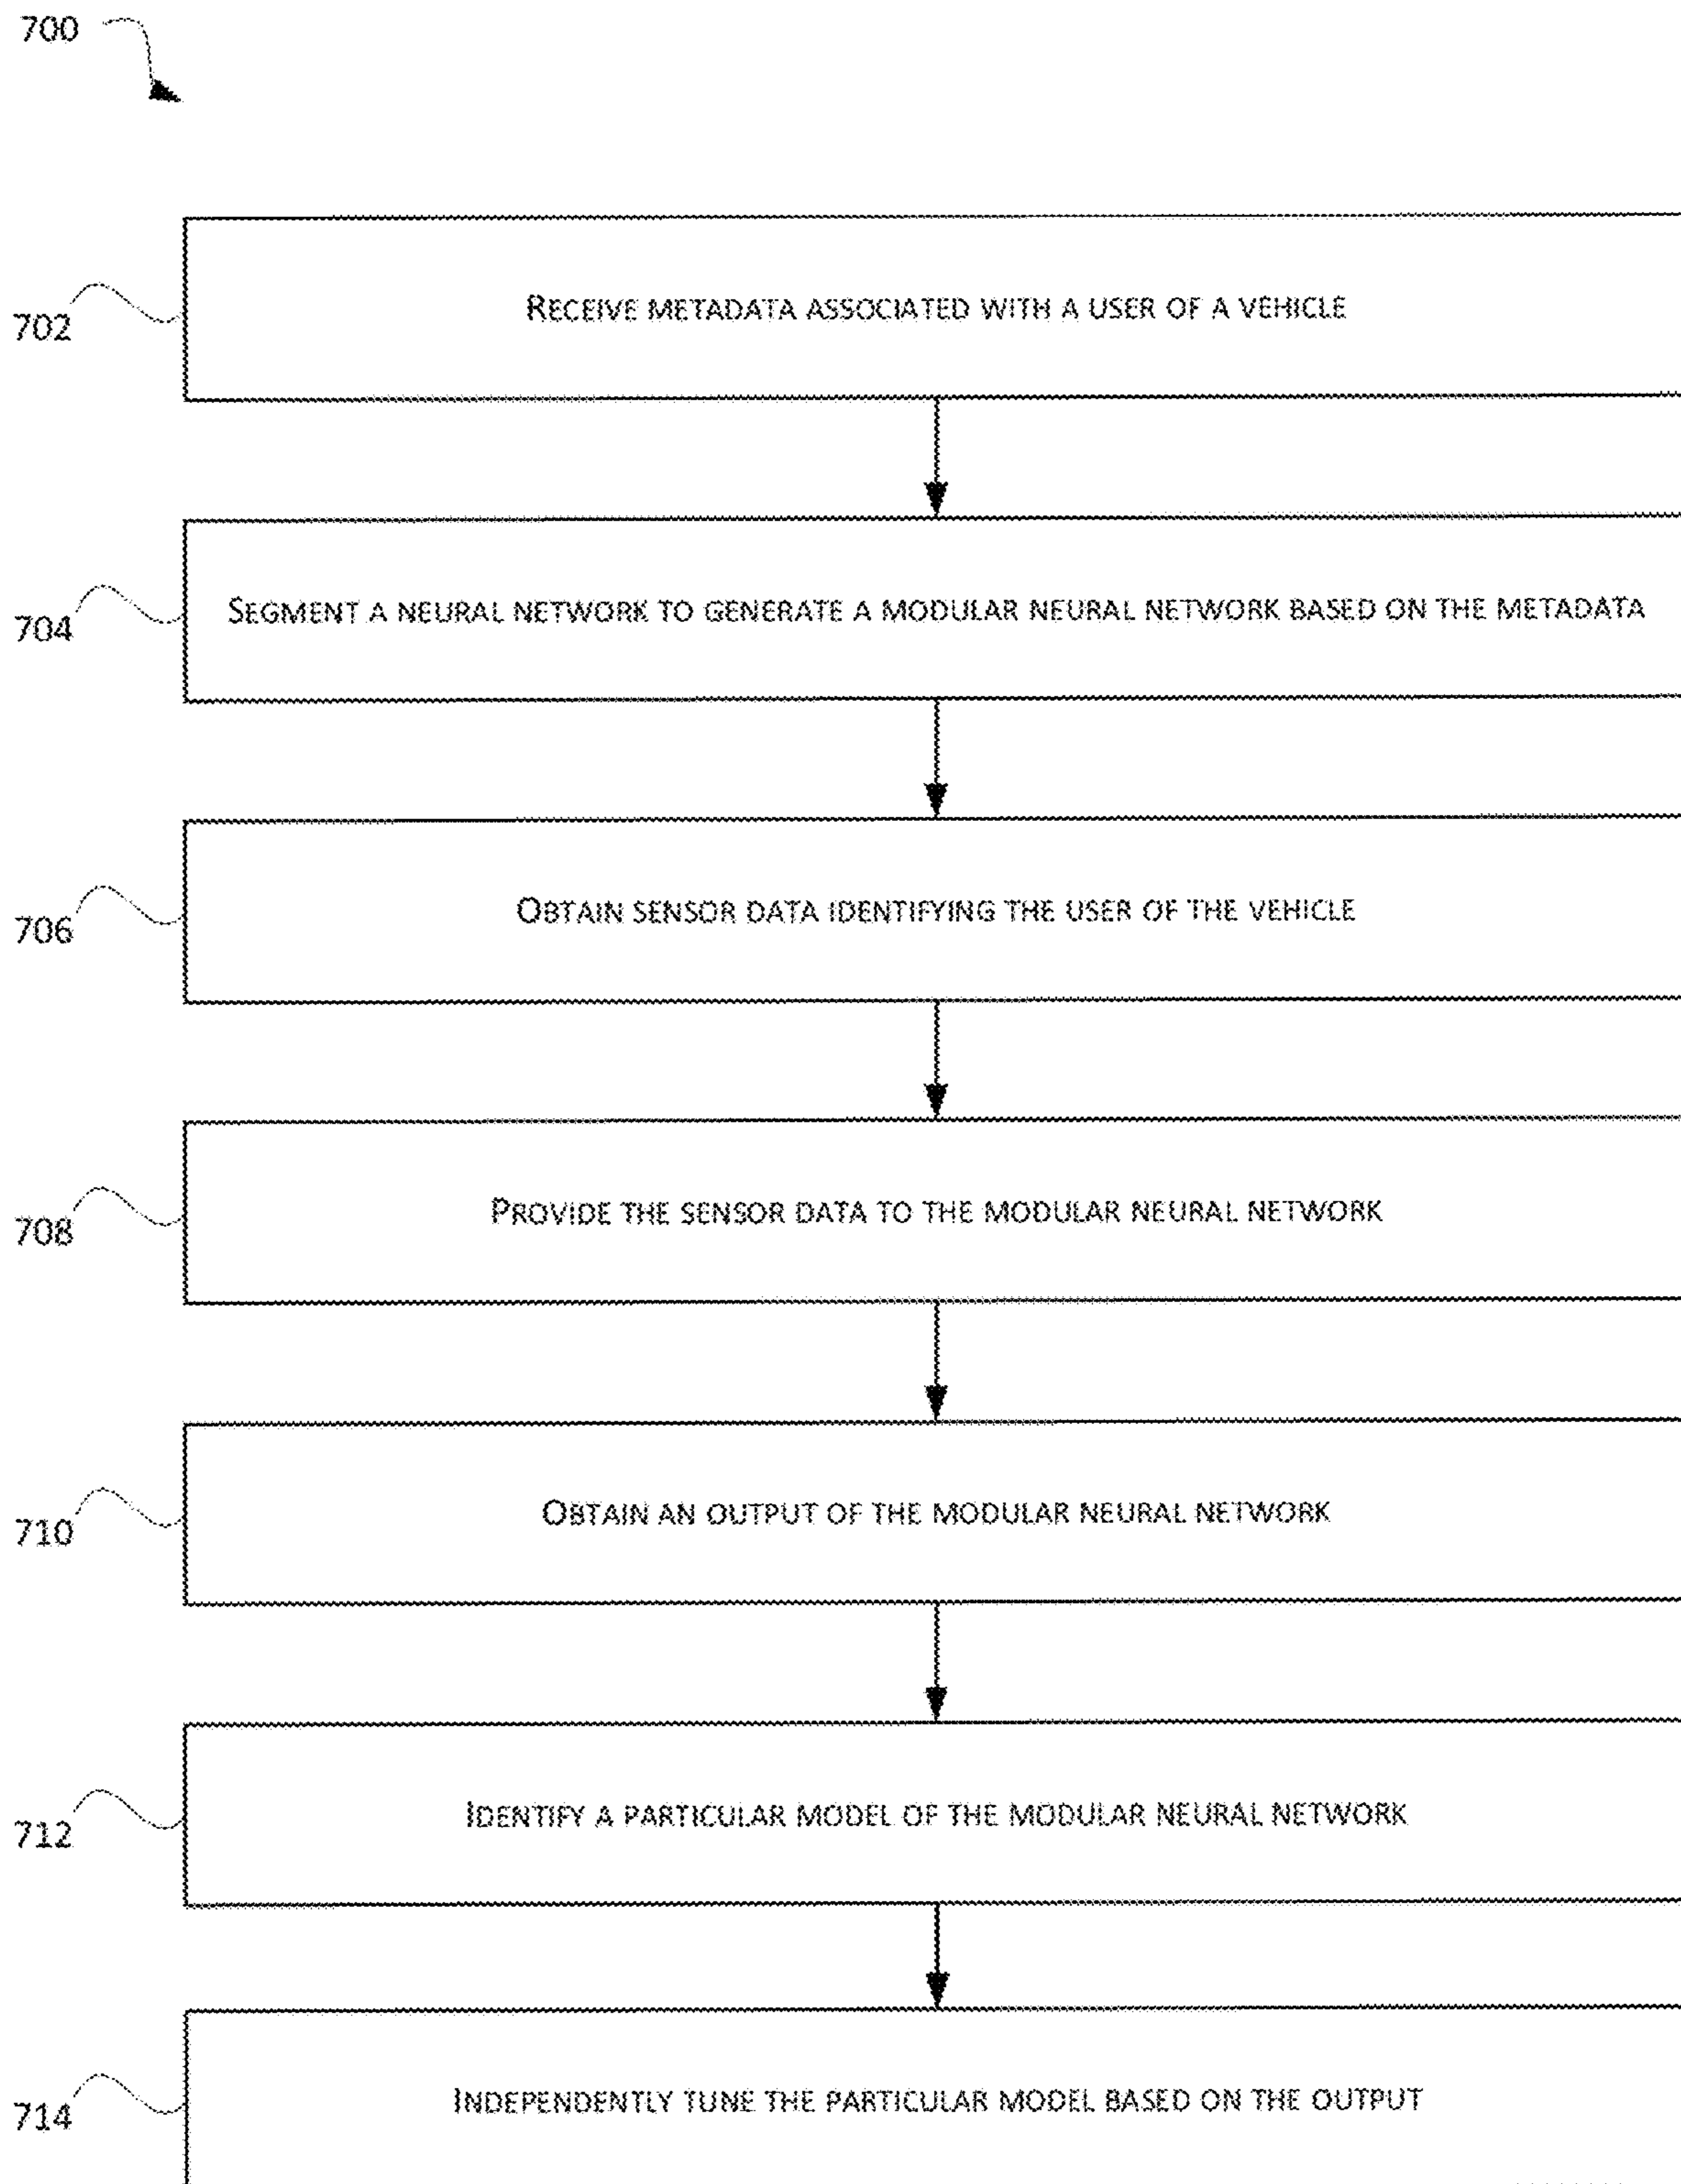 700
702
RECEIVE METADATA ASSOCIATED WITH A USER OF A VEHICLE
704
SEGMENT A NEURAL NETWORK TO GENERATE A MODULAR NEURAL NETWORK BASED ON THE METADATA
706
OBTAIN SENSOR DATA IDENTIFYING THE USER OF THE VEHICLE
708
PROVIDE THE SENSOR DATA TO THE MODULAR NEURAL NETWORK
710
OBTAIN AN OUTPUT OF THE MODULAR NEURAL NETWORK
712
IDENTIFY A PARTICULAR MODEL OF THE MODULAR NEURAL NETWORK
714
INDEPENDENTLY TUNE THE PARTICULAR MODEL BASED ON THE OUTPUT